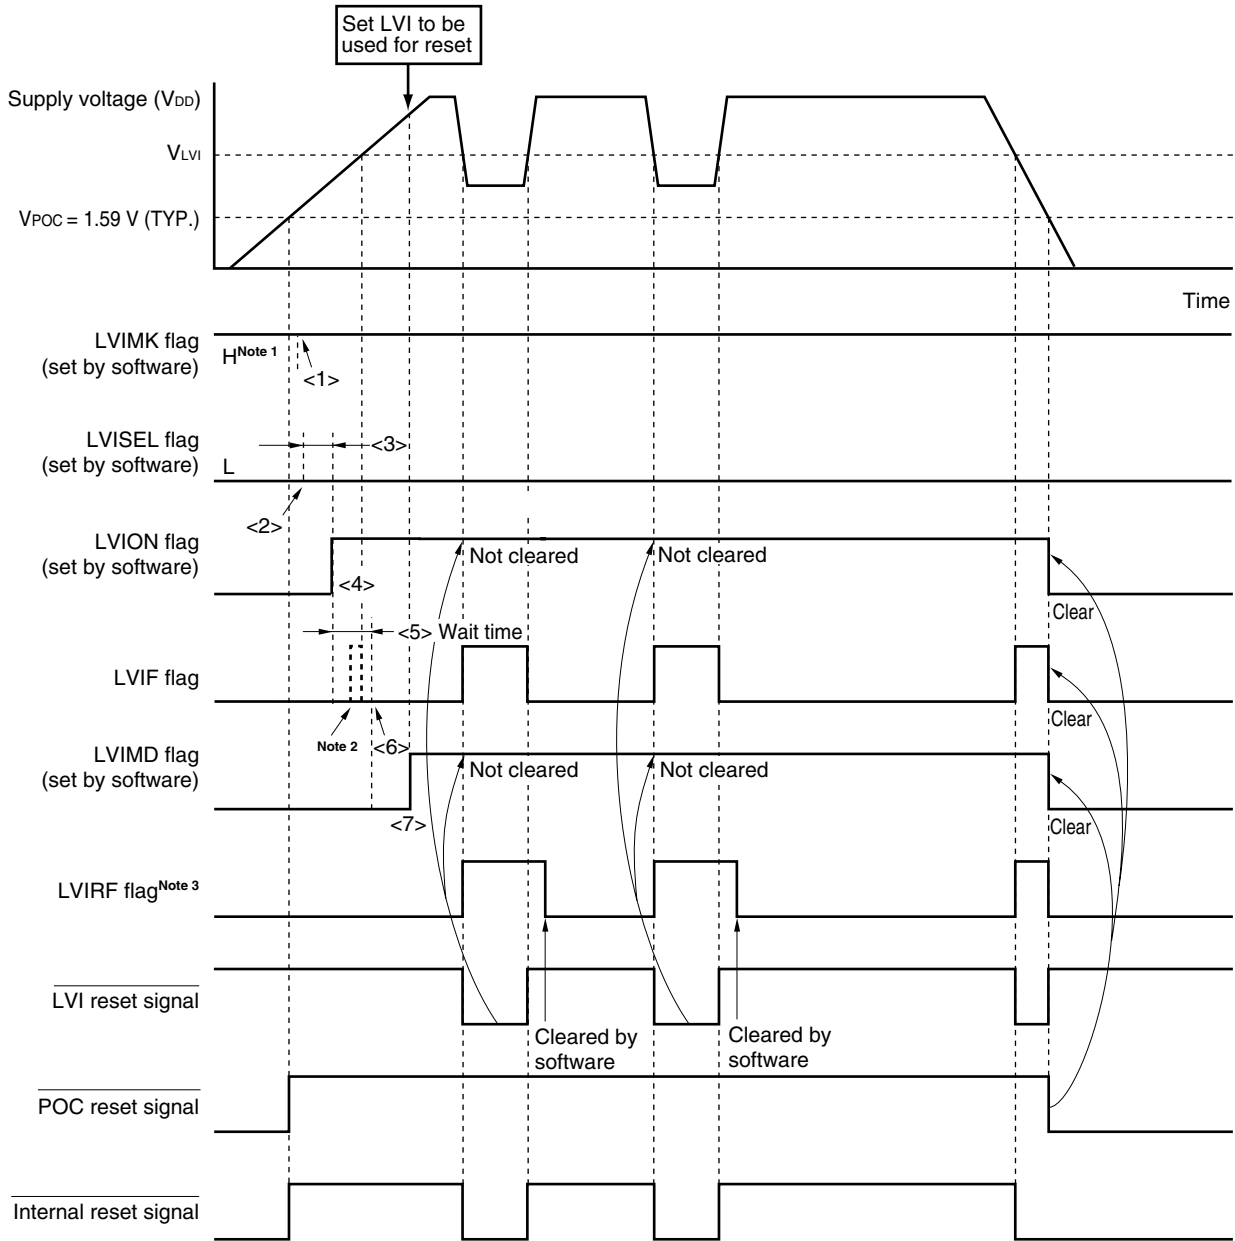 Set LVI to be
used for reset
Supply voltage (VDD)
VLVI
VPOC = 1.59 V (TYP.)
Time
LVIMK flag
(set by software)
HNote 1
<1>
LVISEL flag
(set by software)
<3>
L
<2>
LVION flag
(set by software)
Not cleared
Not cleared
<4>
Clear
<5> Wait time
LVIF flag
Note 2
<6>
Clear
LVIMD flag
(set by software)
Not cleared
Not cleared
<7>
Clear
LVIRF flagNote 3
LVI reset signal
Cleared by
software
Cleared by
software
POC reset signal
Internal reset signal